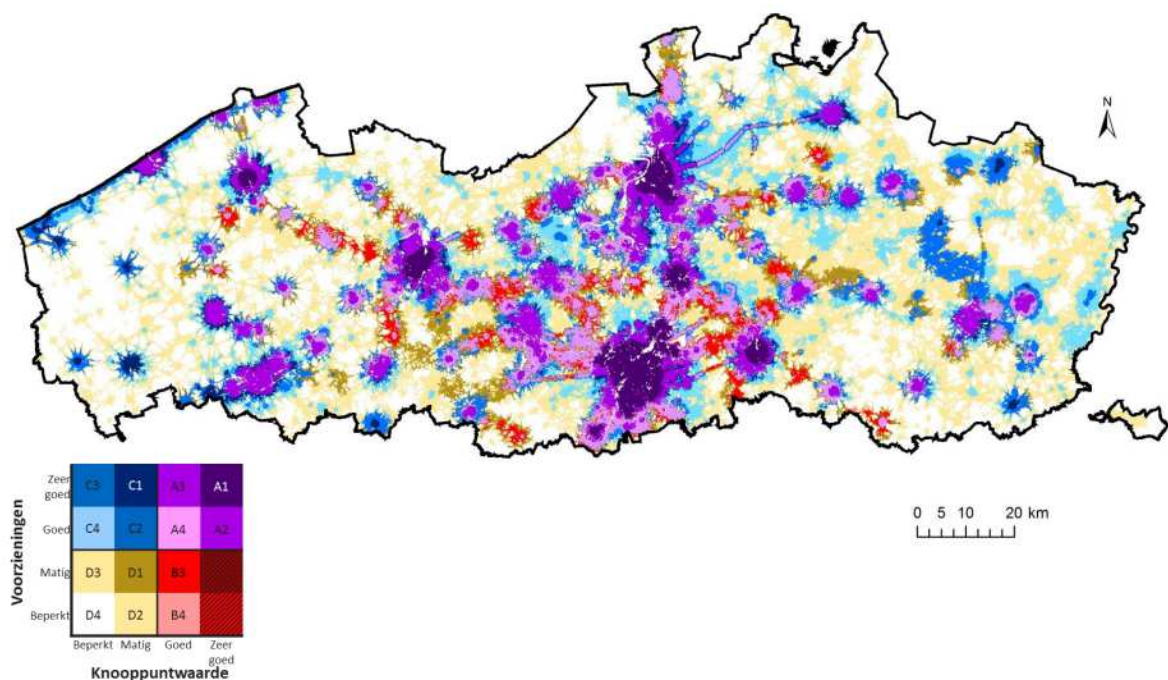 N
0 5 10 20 km
Voorzieningen
Zeer goed
C3 C1 A3 A1
Goed
C4 C2 A4 A2
Matig
D3 D1 B3
Beperkt
D4 D2 B4
Beperkt Matig Goed Zeer goed
Knooppuntwaarde